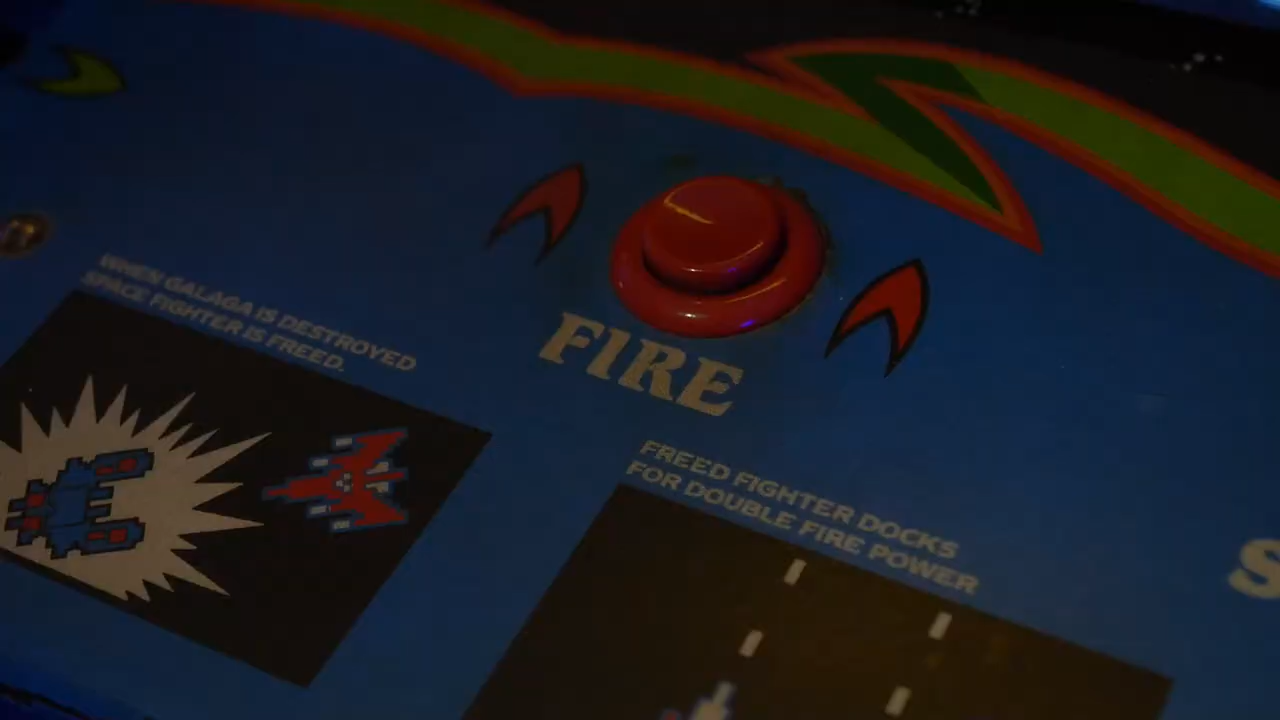 WHEN GALAGA IS DESTROYED
SPACE FIGHTER IS FREED.
FIRE
FREED FIGHTER DOCKS
FOR DOUBLE FIRE POWER
S